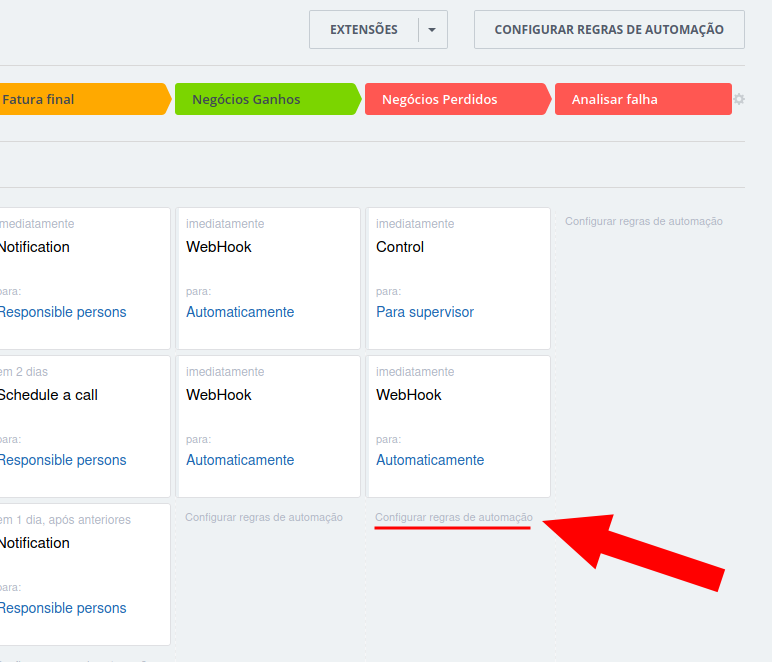 EXTENSÕES
CONFIGURAR REGRAS DE AUTOMAÇÃO
Fatura final
Negócios Ganhos
Negócios Perdidos
Analisar falha
imediatamente
Notification
para:
Responsible persons
imediatamente
WebHook
para:
Automaticamente
imediatamente
Control
para:
Para supervisor
Configurar regras de automação
em 2 dias
Schedule a call
para:
Responsible persons
imediatamente
WebHook
para:
Automaticamente
imediatamente
WebHook
para:
Automaticamente
em 1 dia, após anteriores
Notification
para:
Responsible persons
Configurar regras de automação
Configurar regras de automação